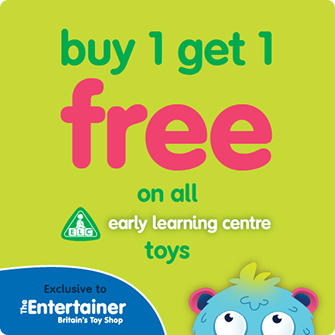 buy 1 get 1
free
on all
ELC early learning centre
toys
Exclusive to
The Entertainer
Britain's Toy Shop